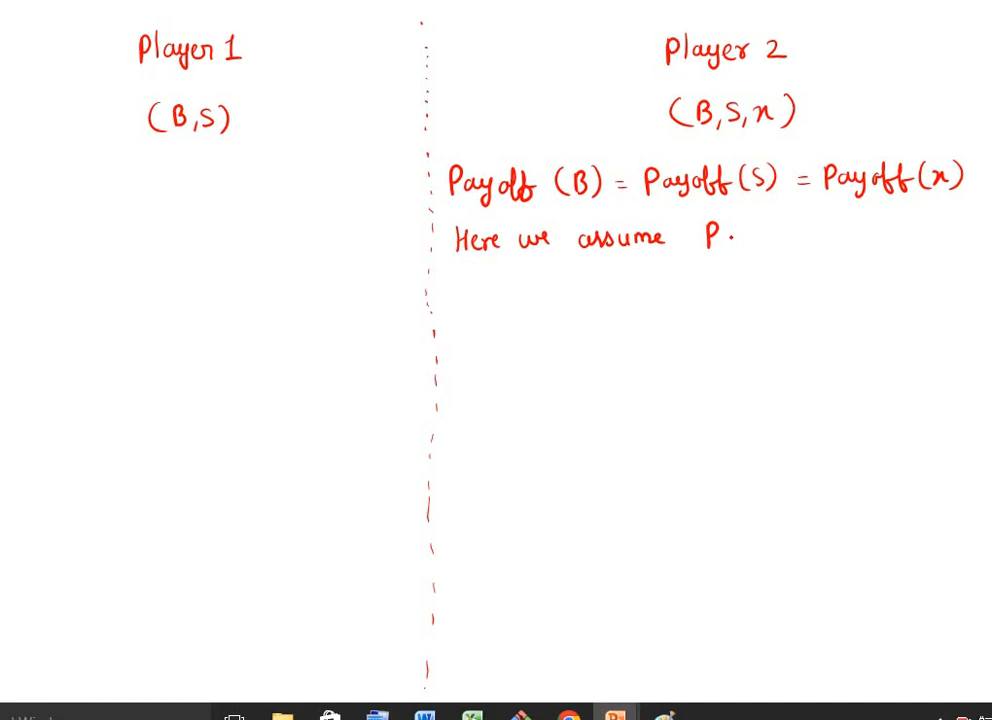 Player 1
(B,S)
Player 2
(B,S,x)
Payoff (B) = Payoff(S) = Payoff(x)
Here we assume P.